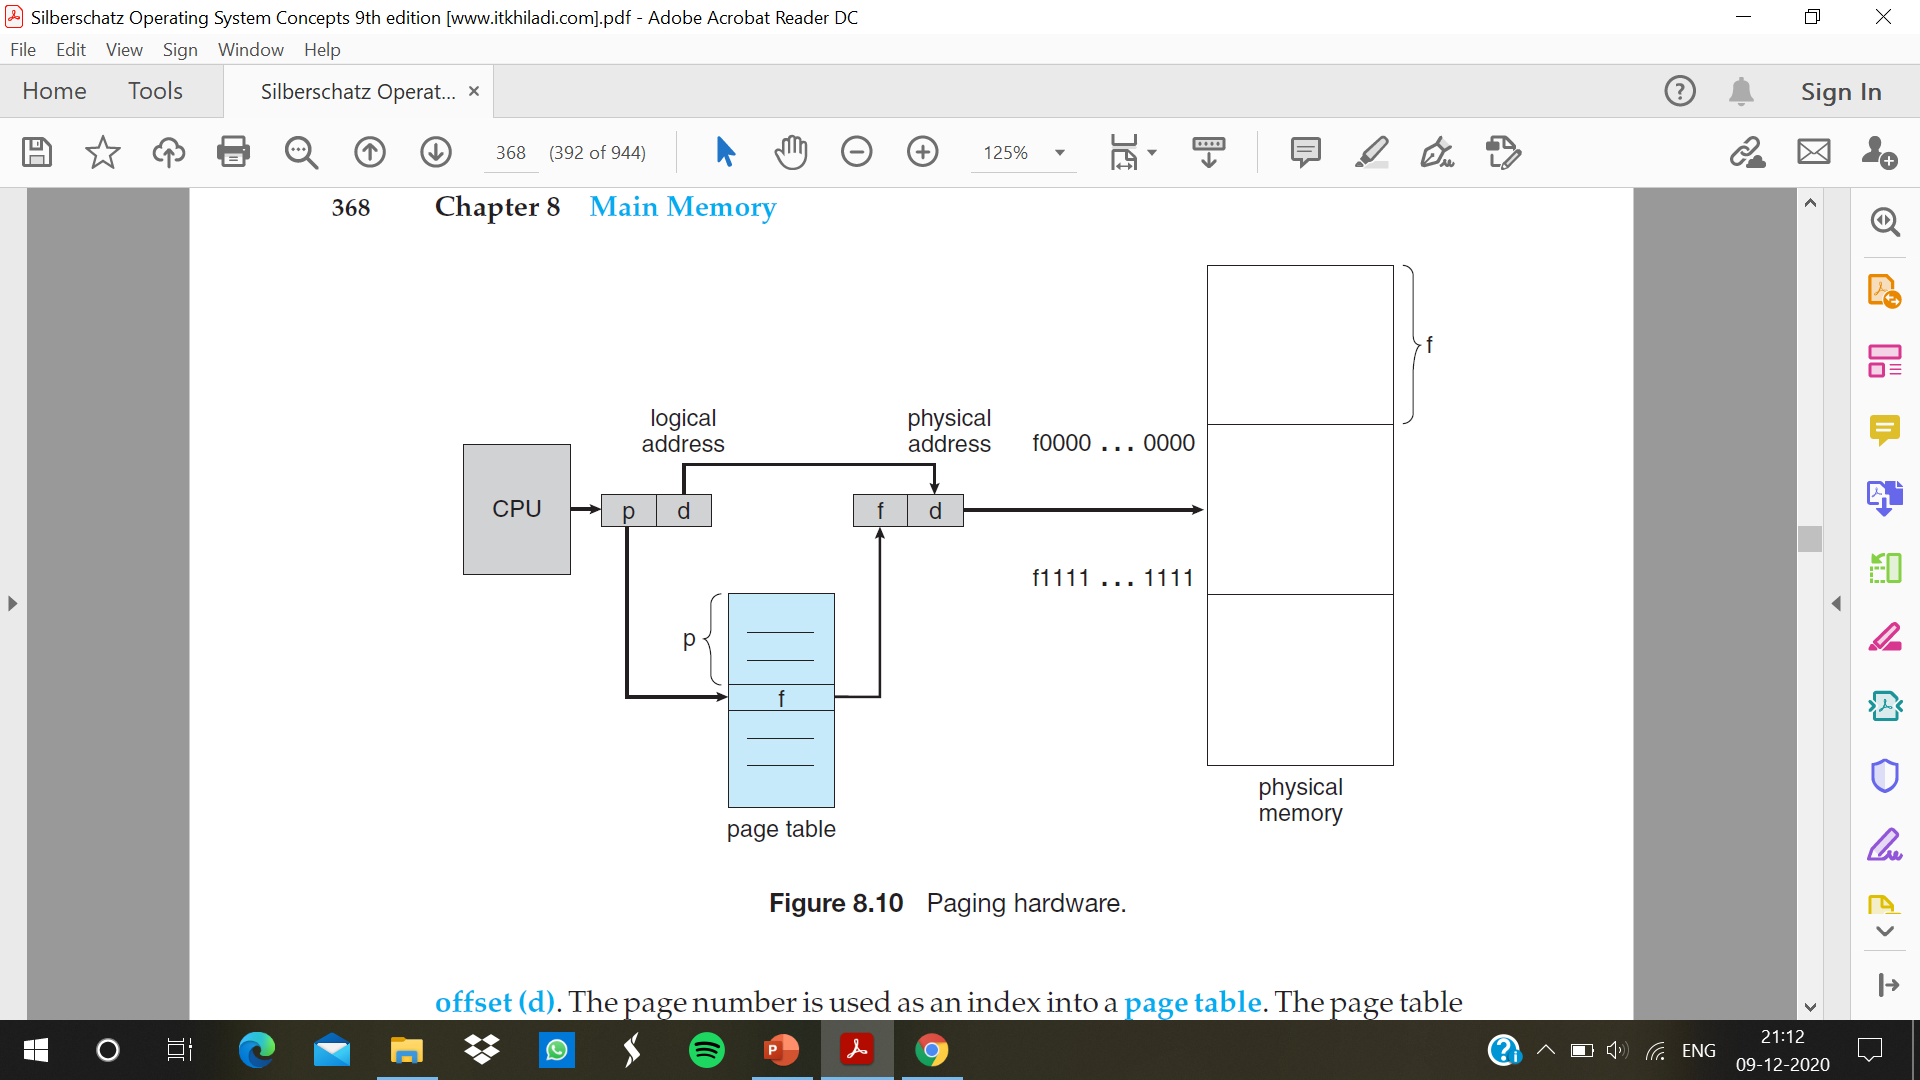 Silberschatz Operating System Concepts 9th edition [www.itkhiladi.com].pdf - Adobe Acrobat Reader DC
File Edit View Sign Window Help
Home Tools Silberschatz Operat... × Sign In
368 (392 of 944) 125%
368 Chapter 8 Main Memory
f
logical address
physical address
f0000 ... 0000
CPU
p d
f d
f1111 ... 1111
p
f
page table
physical memory
Figure 8.10 Paging hardware.
offset (d). The page number is used as an index into a page table. The page table
ENG
21:12
09-12-2020